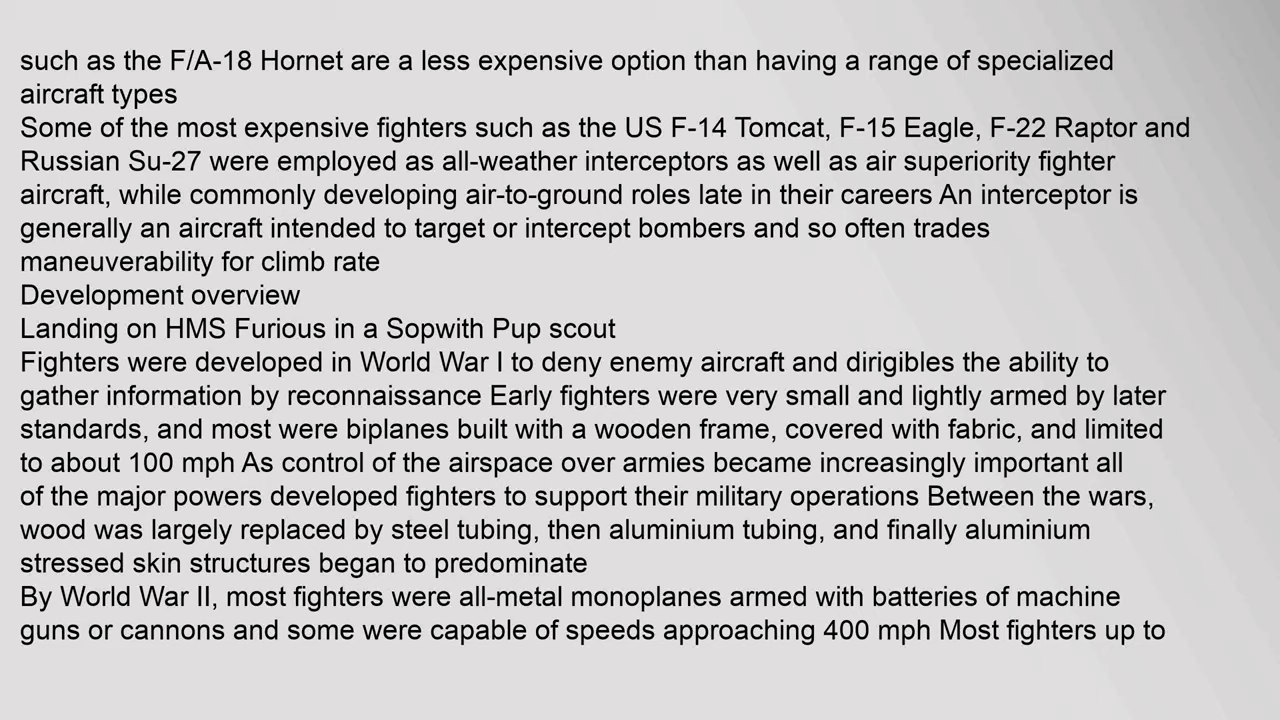 such as the F/A-18 Hornet are a less expensive option than having a range of specialized
aircraft types
Some of the most expensive fighters such as the US F-14 Tomcat, F-15 Eagle, F-22 Raptor and
Russian Su-27 were employed as all-weather interceptors as well as air superiority fighter
aircraft, while commonly developing air-to-ground roles late in their careers An interceptor is
generally an aircraft intended to target or intercept bombers and so often trades
maneuverability for climb rate
Development overview
Landing on HMS Furious in a Sopwith Pup scout
Fighters were developed in World War I to deny enemy aircraft and dirigibles the ability to
gather information by reconnaissance Early fighters were very small and lightly armed by later
standards, and most were biplanes built with a wooden frame, covered with fabric, and limited
to about 100 mph As control of the airspace over armies became increasingly important all
of the major powers developed fighters to support their military operations Between the wars,
wood was largely replaced by steel tubing, then aluminium tubing, and finally aluminium
stressed skin structures began to predominate
By World War II, most fighters were all-metal monoplanes armed with batteries of machine
guns or cannons and some were capable of speeds approaching 400 mph Most fighters up to